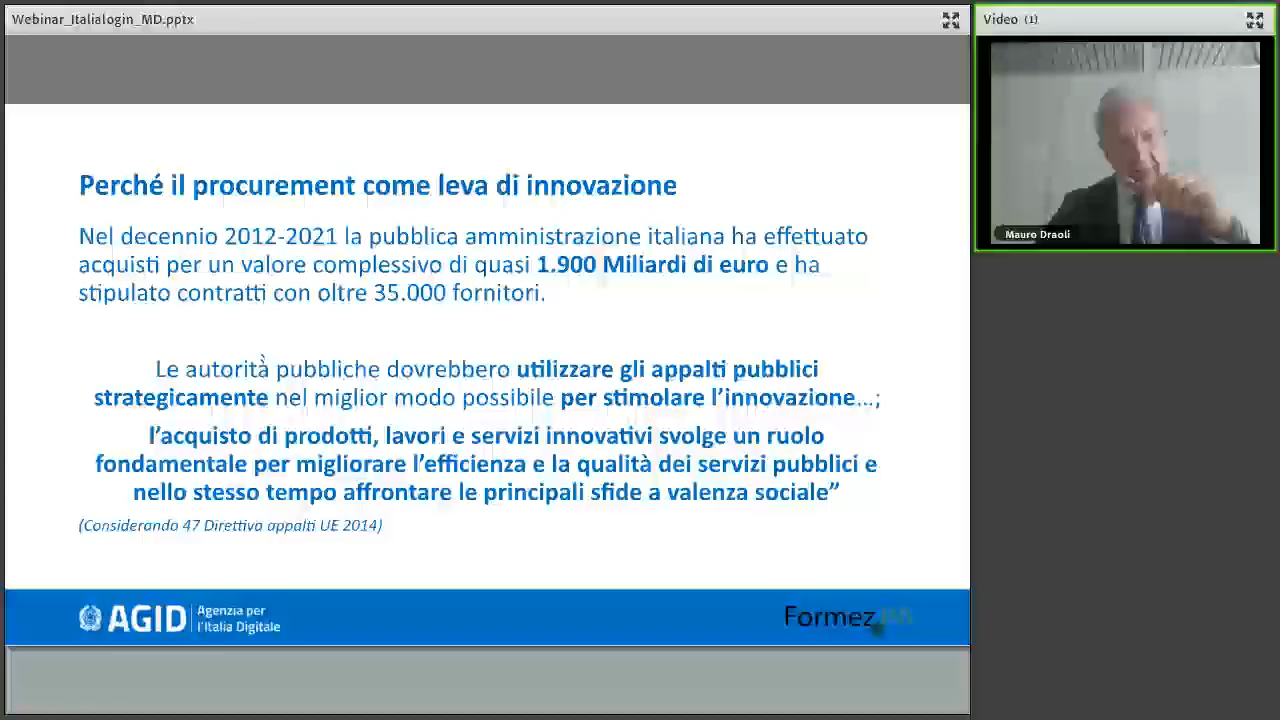 Webinar_Italialogin_MD.pptx
Video (1)
Perché il procurement come leva di innovazione
Nel decennio 2012-2021 la pubblica amministrazione italiana ha effettuato
acquisti per un valore complessivo di quasi 1.900 Miliardi di euro e ha
stipulato contratti con oltre 35.000 fornitori.
Le autorità pubbliche dovrebbero utilizzare gli appalti pubblici
strategicamente nel miglior modo possibile per stimolare l’innovazione…;
l’acquisto di prodotti, lavori e servizi innovativi svolge un ruolo
fondamentale per migliorare l’efficienza e la qualità dei servizi pubblici e
nello stesso tempo affrontare le principali sfide a valenza sociale”
(Considerando 47 Direttiva appalti UE 2014)
AGID Agenzia per
l’Italia Digitale
Formez
Mauro Draoli